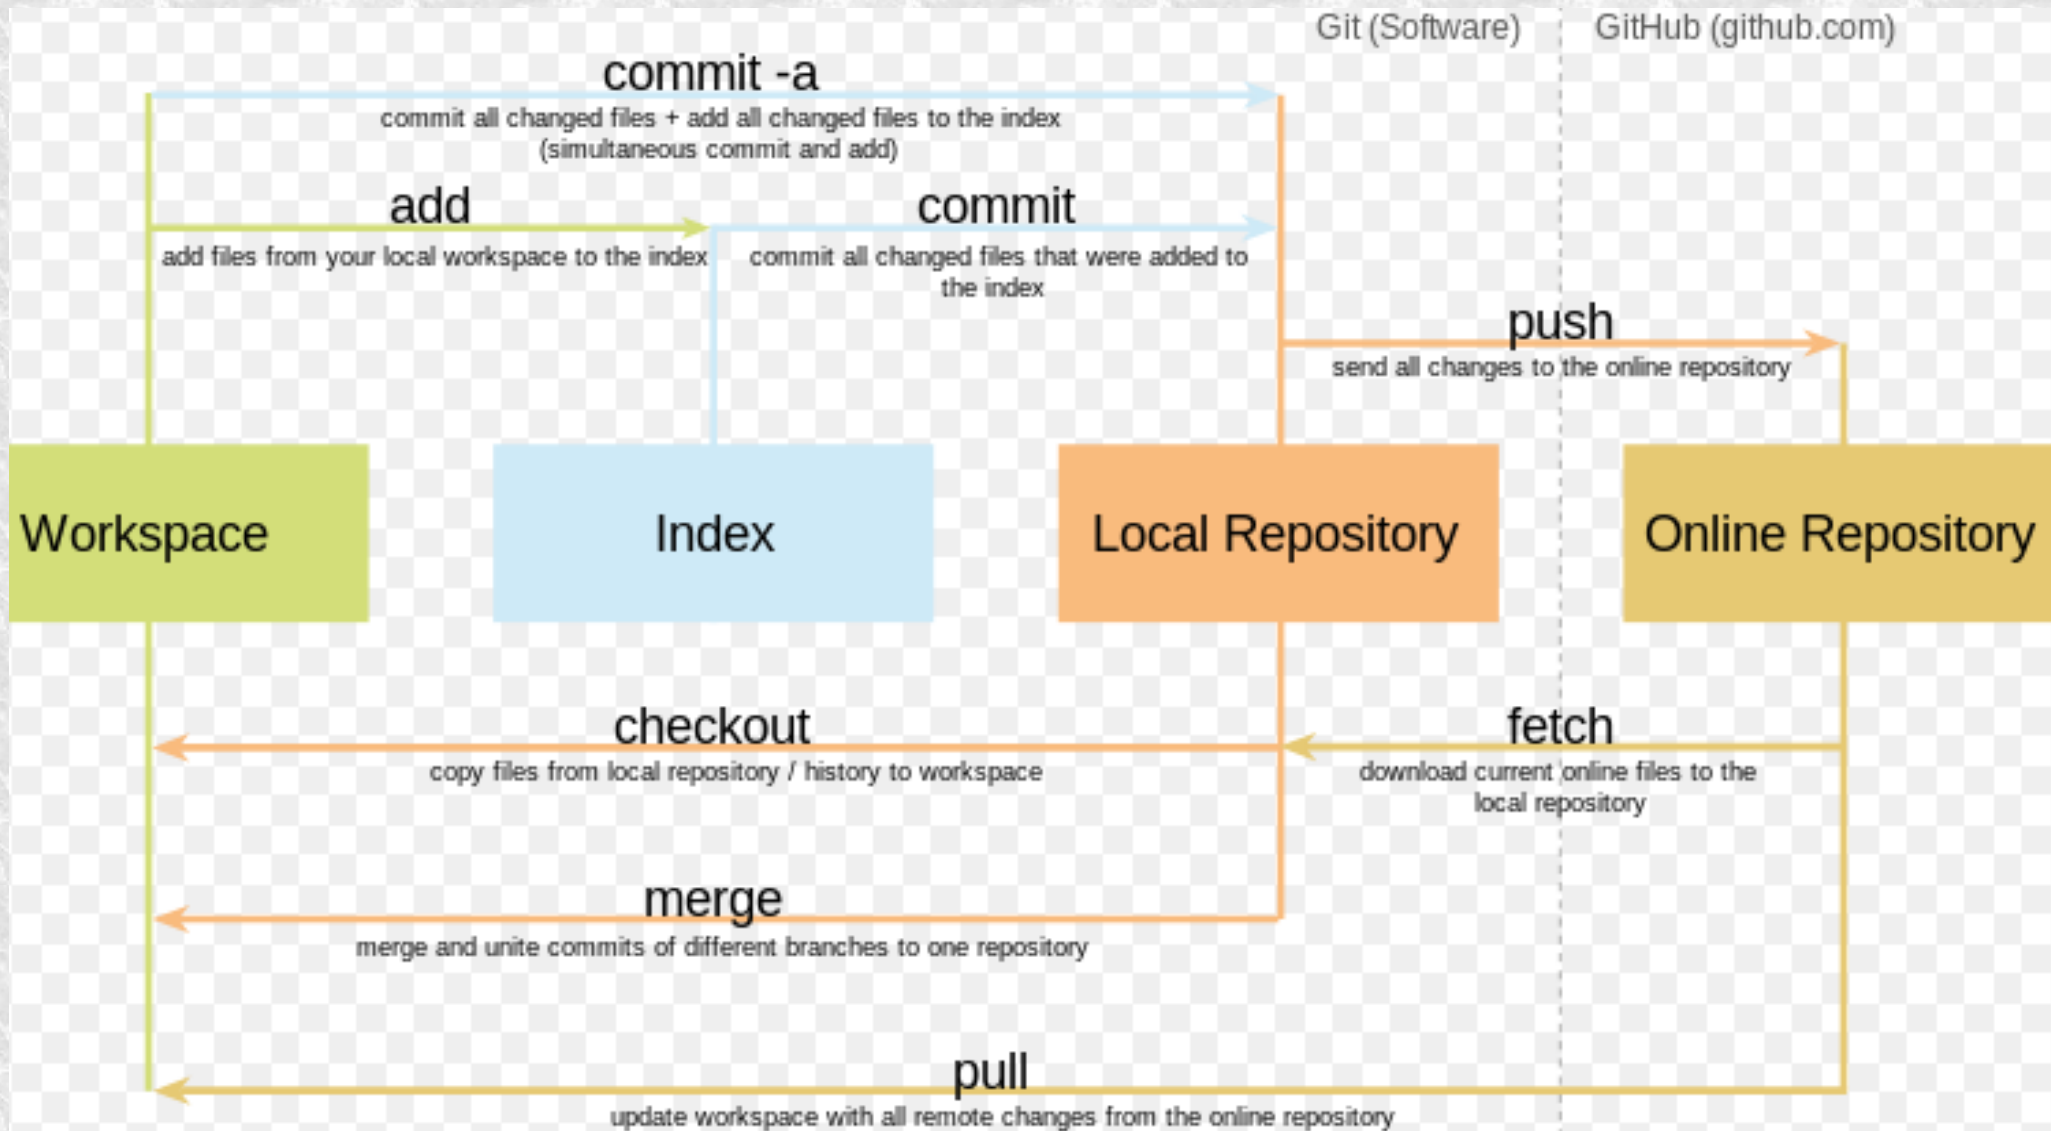 Git (Software)
GitHub (github.com)
commit -a
commit all changed files + add all changed files to the index
(simultaneous commit and add)
add
add files from your local workspace to the index
commit
commit all changed files that were added to
the index
push
send all changes to the online repository
Workspace
Index
Local Repository
Online Repository
checkout
copy files from local repository / history to workspace
fetch
download current online files to the
local repository
merge
merge and unite commits of different branches to one repository
pull
update workspace with all remote changes from the online repository